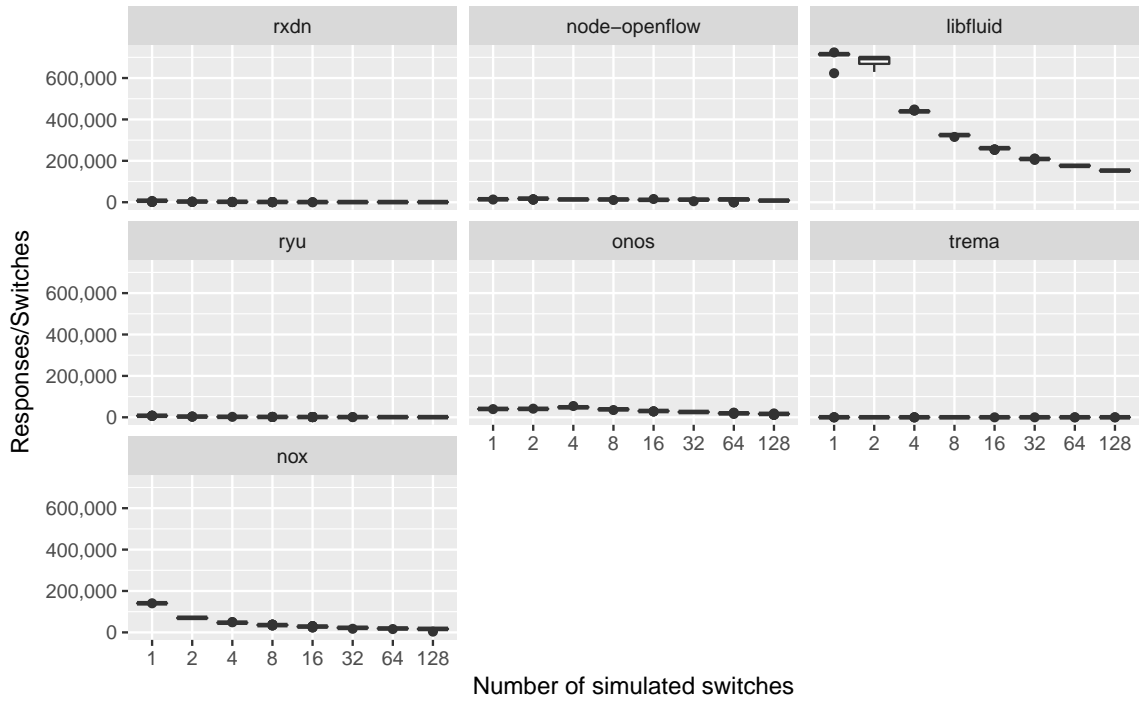 rxdn node−openflow libfluid
600,000
400,000
200,000
0
ryu onos trema
600,000
400,000
200,000
0
1 2 4 8 16 32 64 128 1 2 4 8 16 32 64 128
nox
600,000
400,000
200,000
0
1 2 4 8 16 32 64 128
Responses/Switches
Number of simulated switches